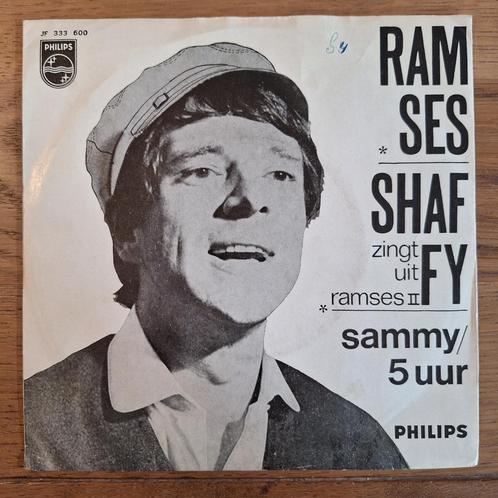 JF 333 600
PHILIPS
RAM
SES
*
SHAF
zingt
uit
FY
* ramses II
sammy/
5 uur
PHILIPS